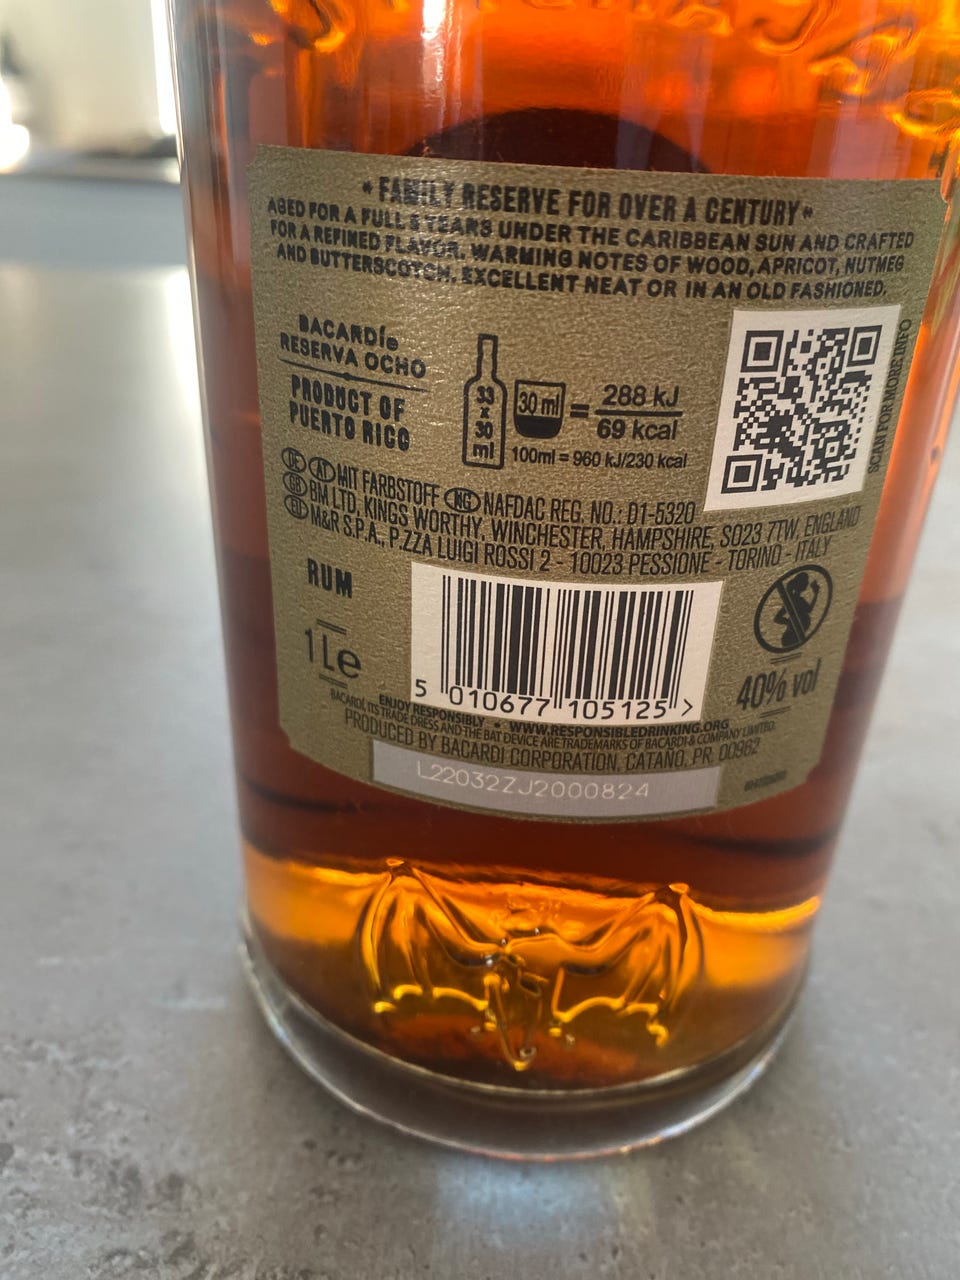 FAMILY RESERVE FOR OVER A CENTURY
AGED FOR A FULL 8 YEARS UNDER THE CARIBBEAN SUN AND CRAFTED
FOR A REFINED FLAVOR. WARMING NOTES OF WOOD, APRICOT, NUTMEG
AND BUTTERSCOTCH. EXCELLENT NEAT OR IN AN OLD FASHIONED.
BACARDÍ®
RESERVA OCHO
PRODUCT OF
PUERTO RICO
33
x
30
ml
30 ml
=
288 kJ
69 kcal
100ml = 960 kJ/230 kcal
SCAN FOR MORE INFO
DE AT MIT FARBSTOFF NG NAFDAC REG. NO.: D1-5320
GB BM LTD, KINGS WORTHY, WINCHESTER, HAMPSHIRE, SO23 7TW, ENGLAND
EU M&R S.P.A., P.ZZA LUIGI ROSSI 2 - 10023 PESSIONE - TORINO - ITALY
RUM
1 L e
5 010677 105125 >
40% vol
ENJOY RESPONSIBLY • WWW.RESPONSIBLEDRINKING.ORG
BACARDÍ, ITS TRADE DRESS AND THE BAT DEVICE ARE TRADEMARKS OF BACARDI & COMPANY LIMITED.
PRODUCED BY BACARDI CORPORATION, CATAÑO, PR. 00962
L22032ZJ2000824